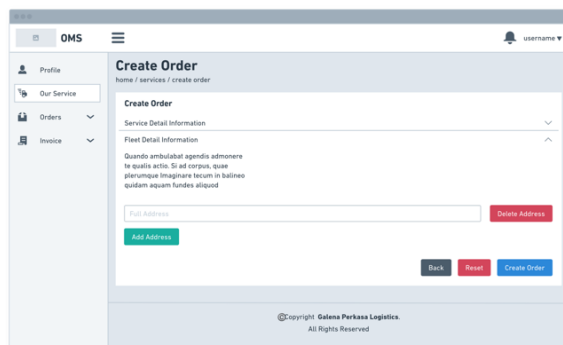 OMS
username
Profile
Our Service
Orders
Invoice
Create Order
home / services / create order
Create Order
Service Detail Information
Fleet Detail Information
Quando ambulabat agendis admonere
te qualis actio. Si ad corpus, quae
plerumque Imaginare tecum in balineo
quidam aquam fundes aliquod
Full Address
Delete Address
Add Address
Back
Reset
Create Order
©Copyright Galena Perkasa Logistics.
All Rights Reserved